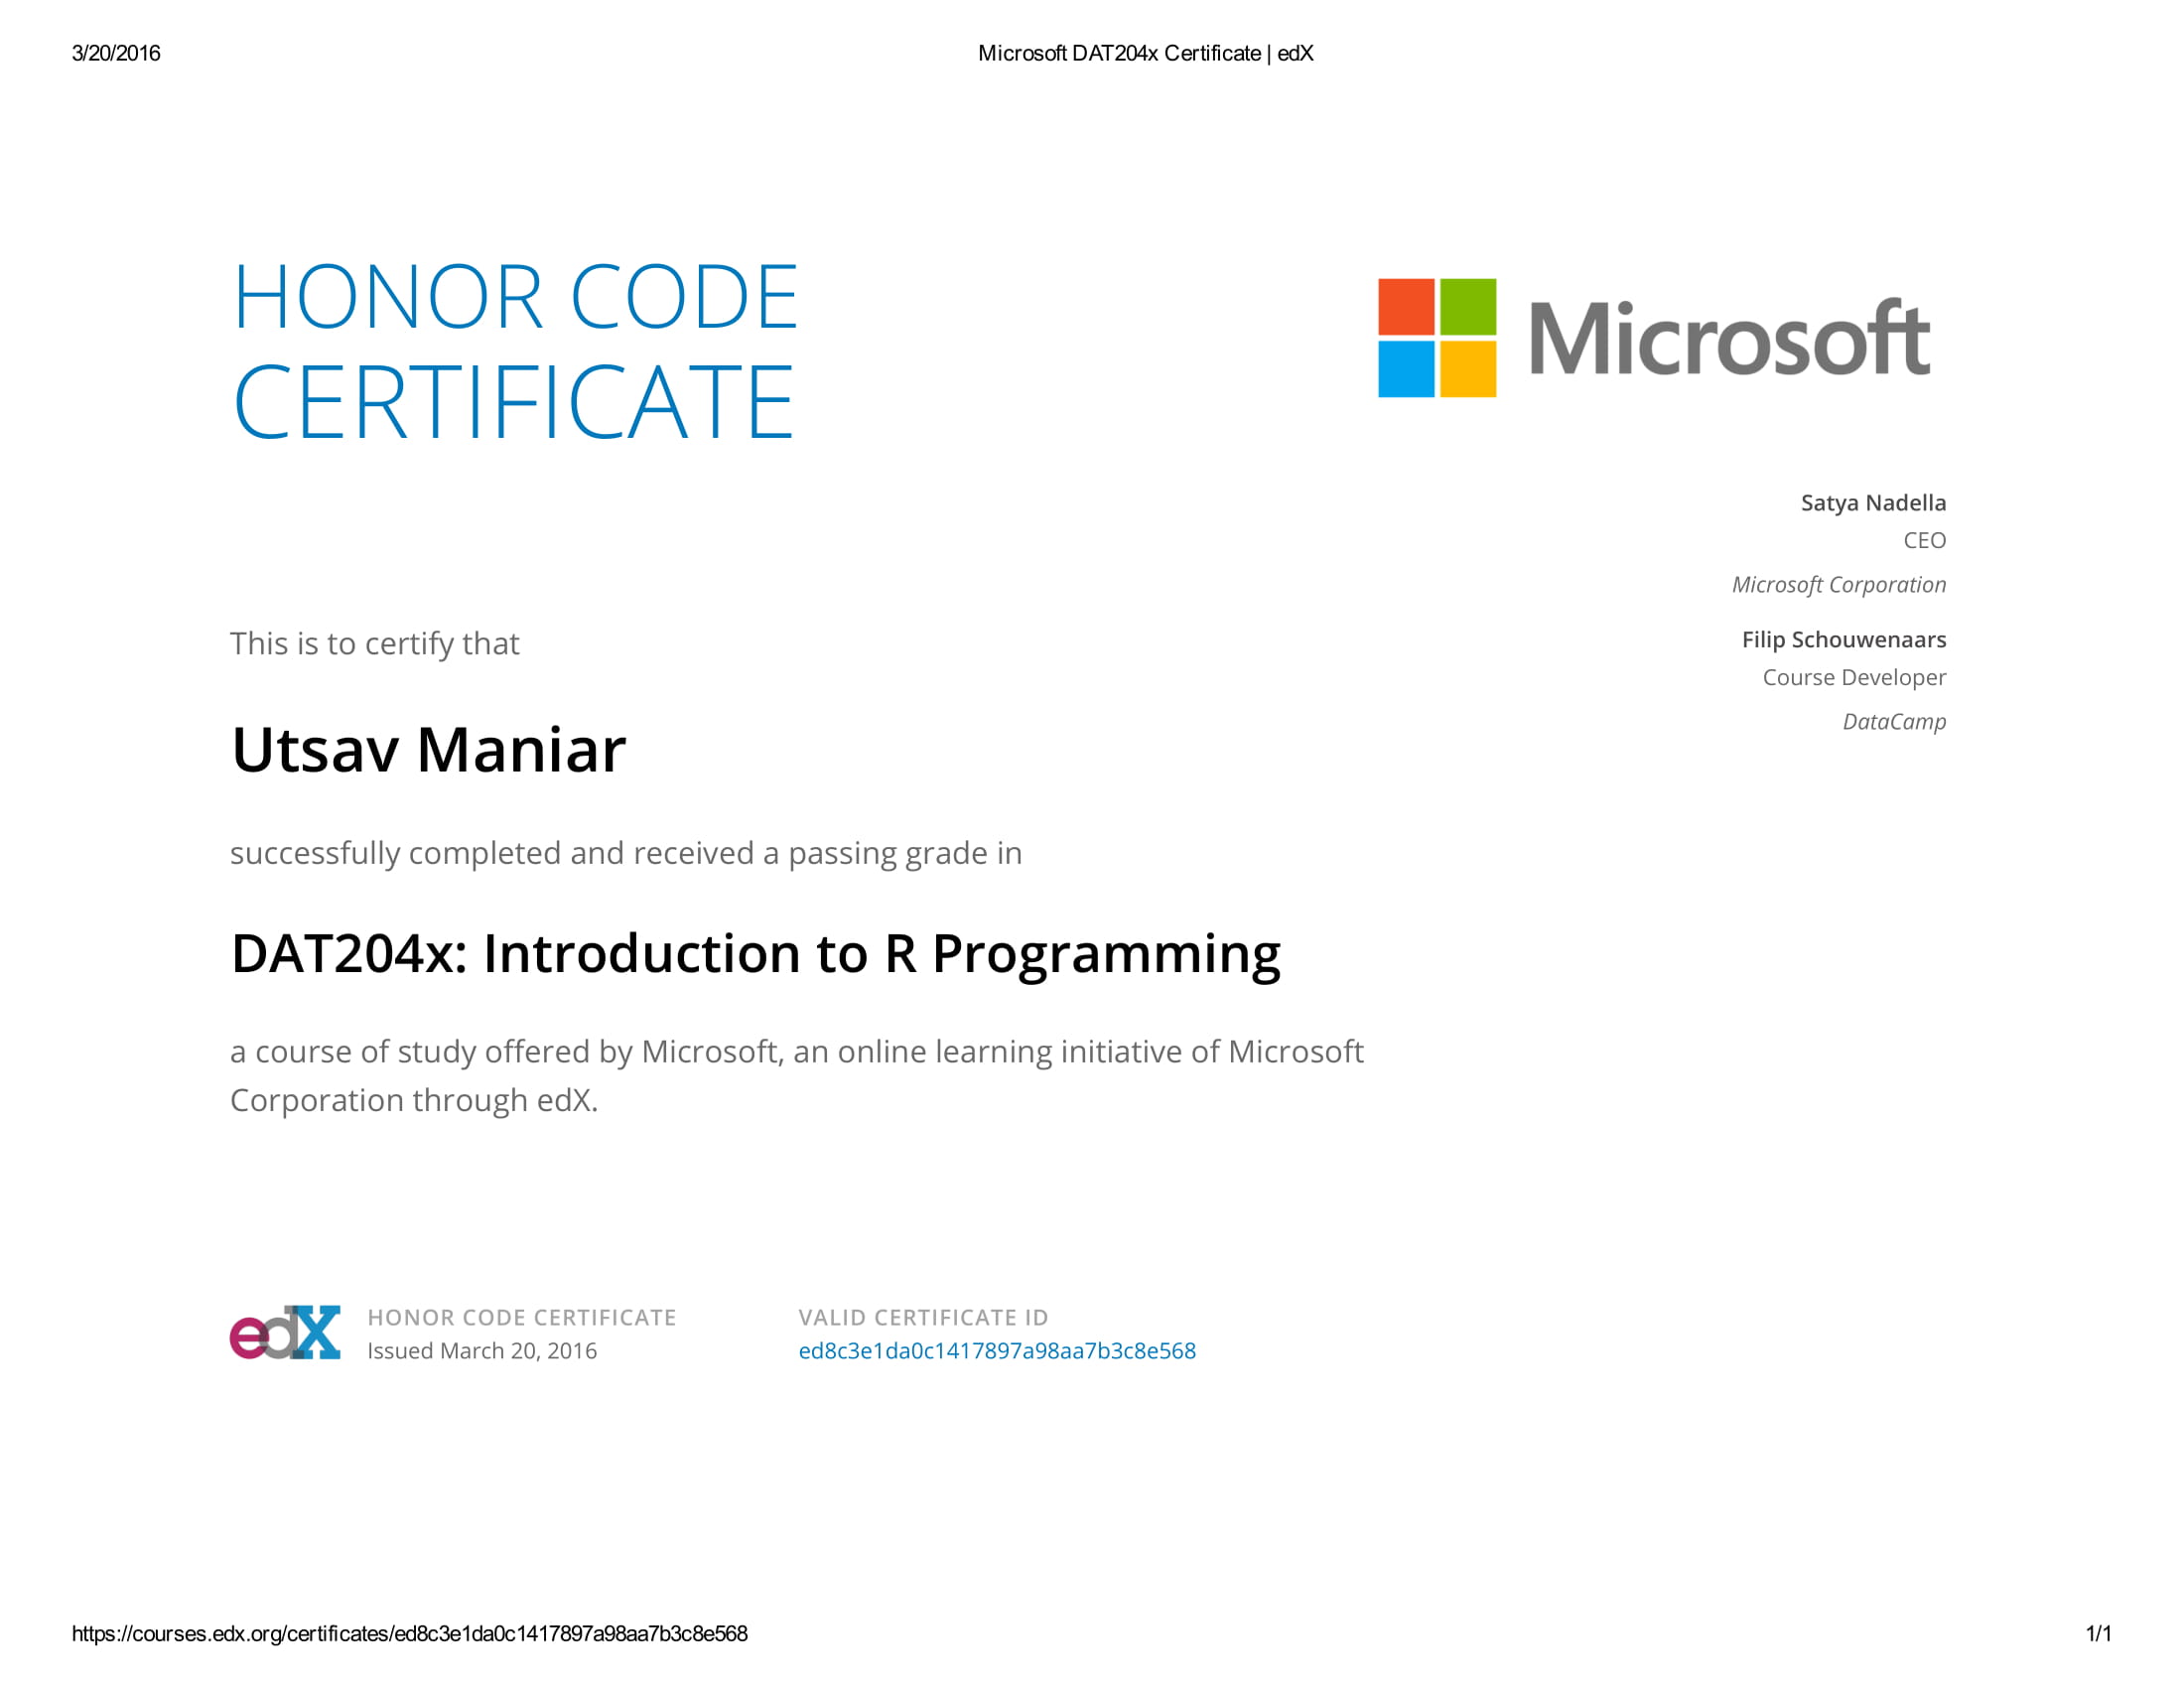 3/20/2016
Microsoft DAT204x Certificate | edX
HONOR CODE
CERTIFICATE
Microsoft
Satya Nadella
CEO
Microsoft Corporation
Filip Schouwenaars
Course Developer
DataCamp
This is to certify that
Utsav Maniar
successfully completed and received a passing grade in
DAT204x: Introduction to R Programming
a course of study offered by Microsoft, an online learning initiative of Microsoft
Corporation through edX.
edX
HONOR CODE CERTIFICATE
Issued March 20, 2016
VALID CERTIFICATE ID
ed8c3e1da0c1417897a98aa7b3c8e568
https://courses.edx.org/certificates/ed8c3e1da0c1417897a98aa7b3c8e568
1/1